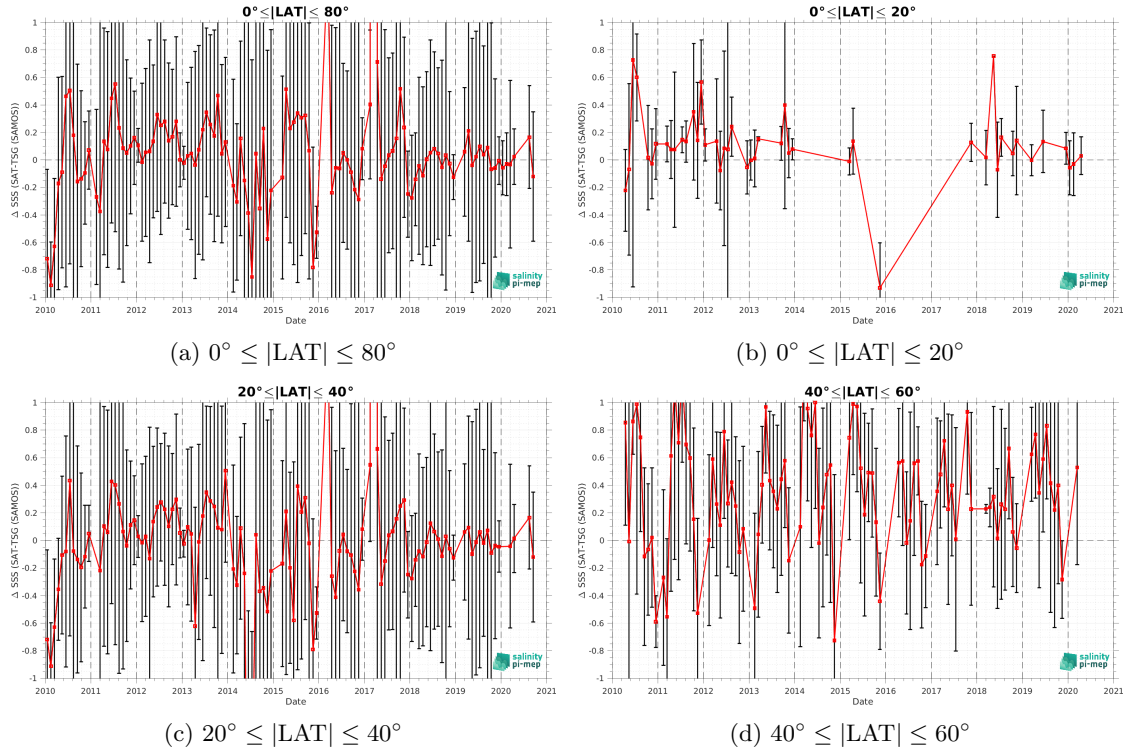 0°≤|LAT|≤ 80°
Δ SSS (SAT-TSG (SAMOS))
1
0.8
0.6
0.4
0.2
0
-0.2
-0.4
-0.6
-0.8
-1
2010 2011 2012 2013 2014 2015 2016 2017 2018 2019 2020 2021
Date
salinity
pi-mep
(a) 0° ≤ |LAT| ≤ 80°
0°≤|LAT|≤ 20°
Δ SSS (SAT-TSG (SAMOS))
1
0.8
0.6
0.4
0.2
0
-0.2
-0.4
-0.6
-0.8
-1
2010 2011 2012 2013 2014 2015 2016 2017 2018 2019 2020 2021
Date
salinity
pi-mep
(b) 0° ≤ |LAT| ≤ 20°
20°≤|LAT|≤ 40°
Δ SSS (SAT-TSG (SAMOS))
1
0.8
0.6
0.4
0.2
0
-0.2
-0.4
-0.6
-0.8
-1
2010 2011 2012 2013 2014 2015 2016 2017 2018 2019 2020 2021
Date
salinity
pi-mep
(c) 20° ≤ |LAT| ≤ 40°
40°≤|LAT|≤ 60°
Δ SSS (SAT-TSG (SAMOS))
1
0.8
0.6
0.4
0.2
0
-0.2
-0.4
-0.6
-0.8
-1
2010 2011 2012 2013 2014 2015 2016 2017 2018 2019 2020 2021
Date
salinity
pi-mep
(d) 40° ≤ |LAT| ≤ 60°